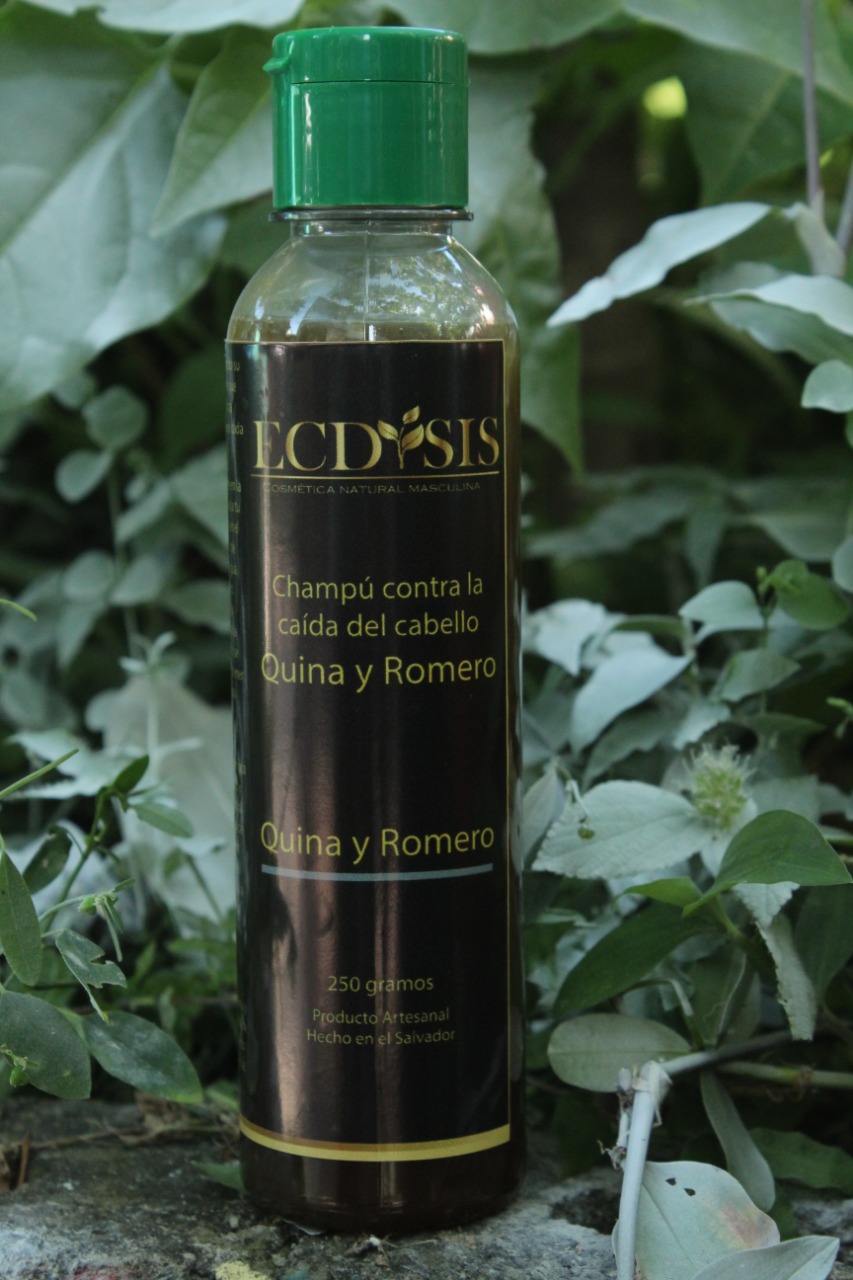 ECDYSIS
COSMÉTICA NATURAL MASCULINA
Champú contra la
caída del cabello
Quina y Romero
Quina y Romero
250 gramos
Producto Artesanal
Hecho en el Salvador